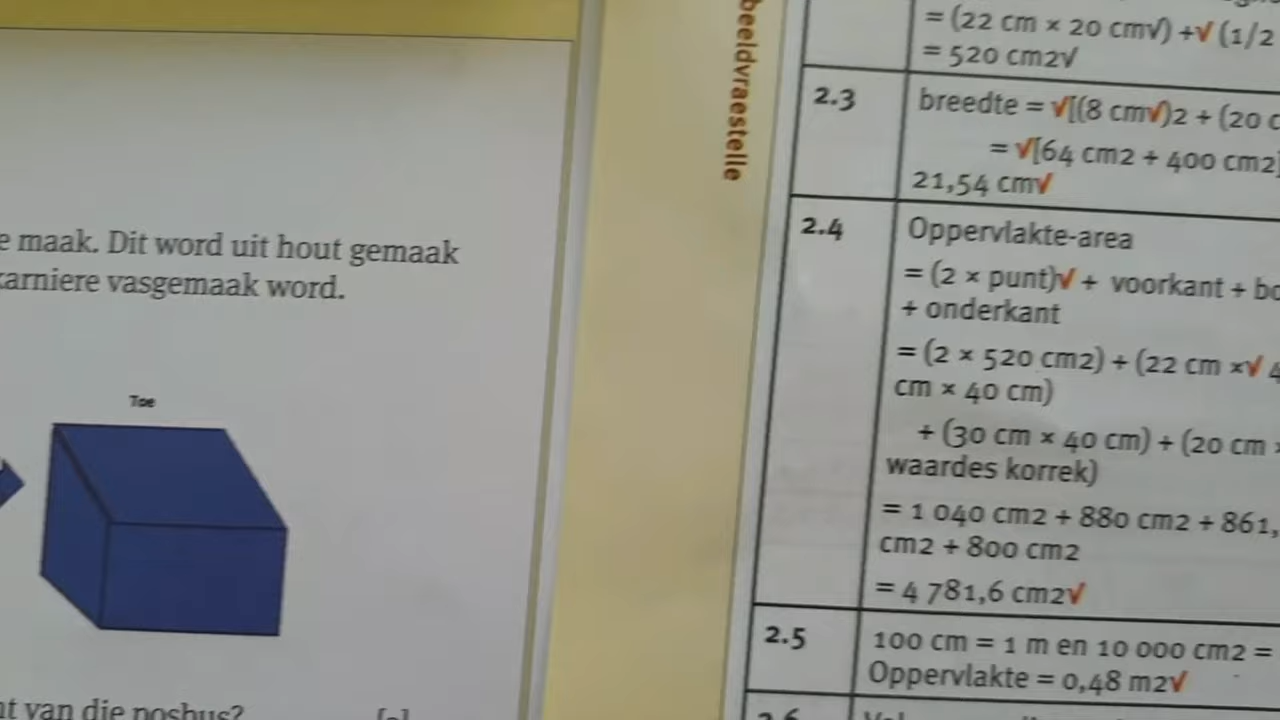 maak. Dit word uit hout gemaak
vasgemaak word.
Toe
van die posbus?
beeldvraestelle
= (22 cm × 20 cm√) +√ (1/2
= 520 cm2√
2.3
breedte = √[(8 cm√)2 + (20
= √[64 cm2 + 400 cm2]
21,54 cm√
2.4
Oppervlakte-area
= (2 × punt)√ + voorkant +
+ onderkant
= (2 × 520 cm2) + (22 cm ×√
cm × 40 cm)
+ (30 cm × 40 cm) + (20 cm
waardes korrek)
= 1 040 cm2 + 880 cm2 + 861,
cm2 + 800 cm2
= 4 781,6 cm2√
2.5
100 cm = 1 m en 10 000 cm2 =
Oppervlakte = 0,48 m2√